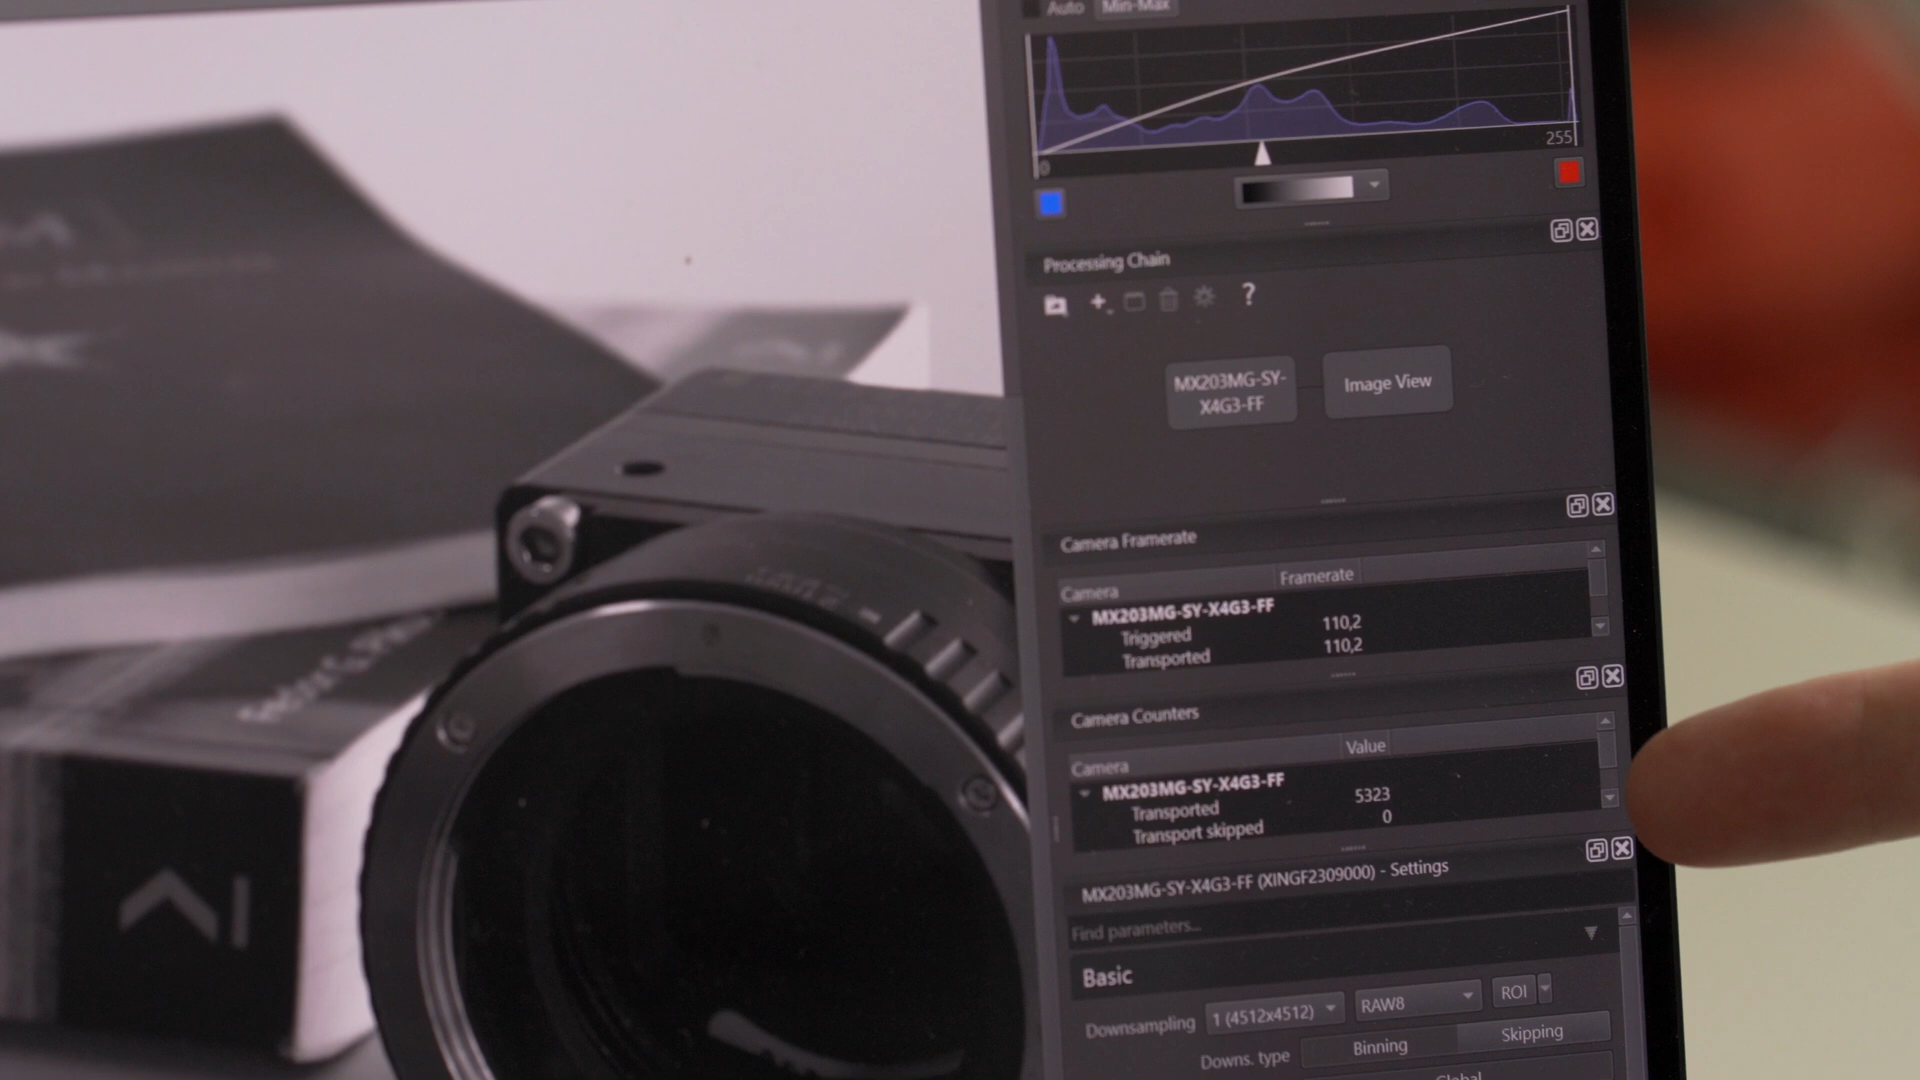 Auto Min-Max
0 255
Processing Chain
?
MX203MG-SY-
X4G3-FF
Image View
Camera Framerate
Camera Framerate
MX203MG-SY-X4G3-FF
Triggered 110,2
Transported 110,2
Camera Counters
Camera Value
MX203MG-SY-X4G3-FF
Transported 5323
Transport skipped 0
MX203MG-SY-X4G3-FF (XINGF2309000) - Settings
Find parameters...
Basic
Downsampling 1 (4512x4512) RAW8 ROI
Downs. type Binning Skipping
Global